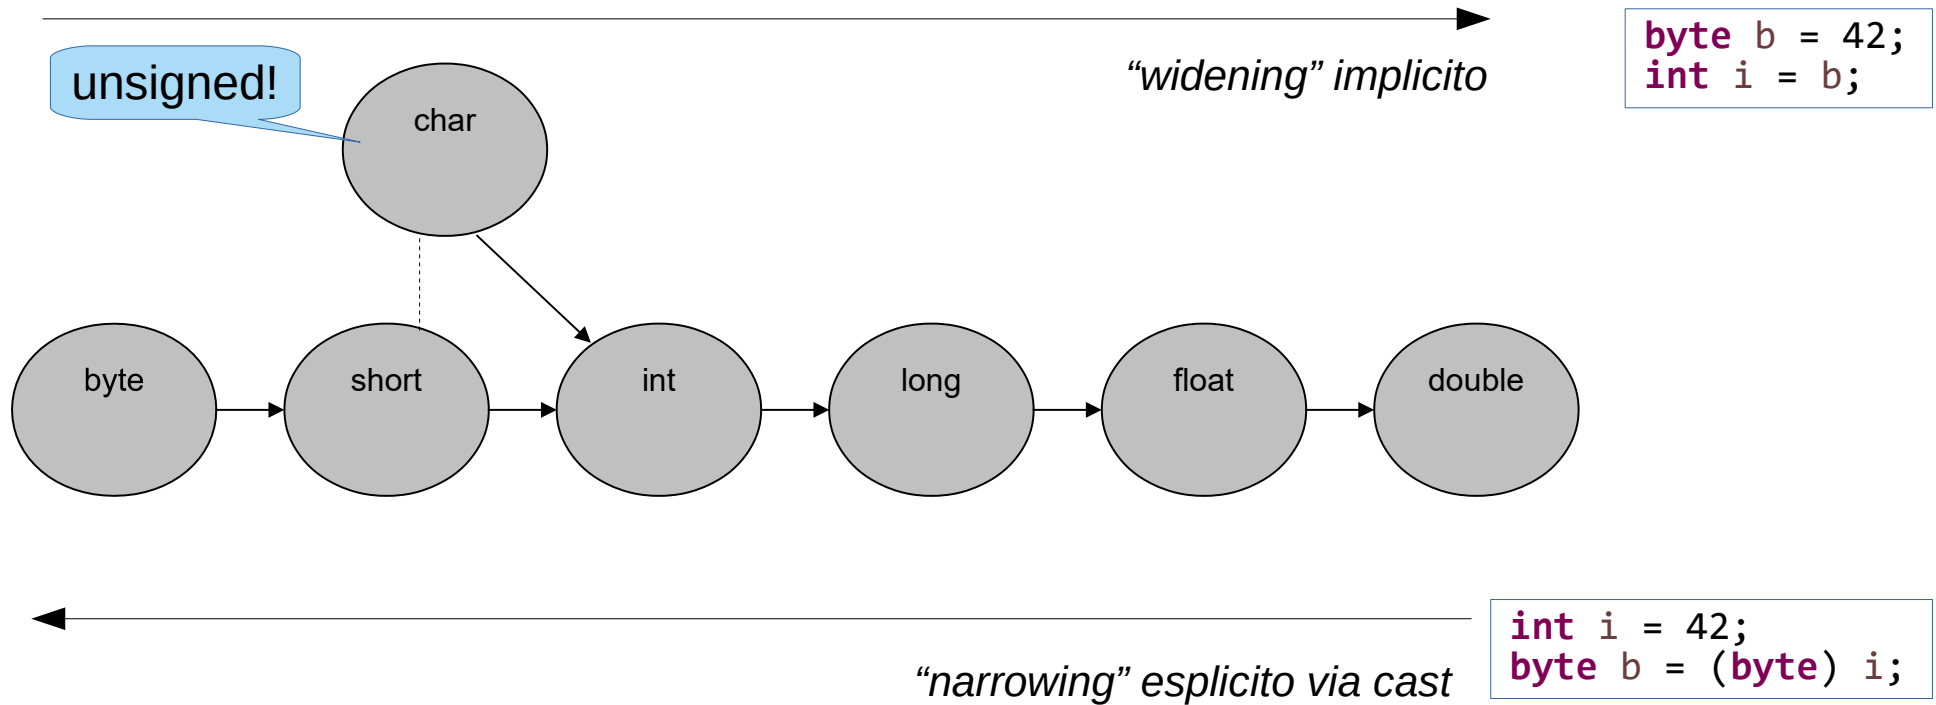 “widening” implicito
byte b = 42;
int i = b;
unsigned!
char
byte
short
int
long
float
double
“narrowing” esplicito via cast
int i = 42;
byte b = (byte) i;